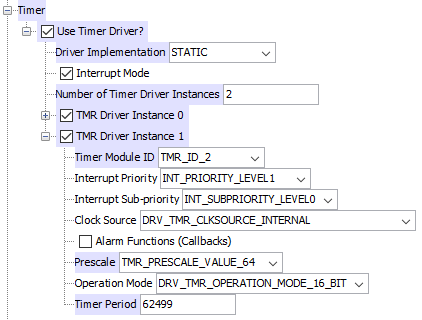 Timer
Use Timer Driver?
Driver Implementation STATIC
Interrupt Mode
Number of Timer Driver Instances 2
TMR Driver Instance 0
TMR Driver Instance 1
Timer Module ID TMR_ID_2
Interrupt Priority INT_PRIORITY_LEVEL1
Interrupt Sub-priority INT_SUBPRIORITY_LEVEL0
Clock Source DRV_TMR_CLKSOURCE_INTERNAL
Alarm Functions (Callbacks)
Prescale TMR_PRESCALE_VALUE_64
Operation Mode DRV_TMR_OPERATION_MODE_16_BIT
Timer Period 62499